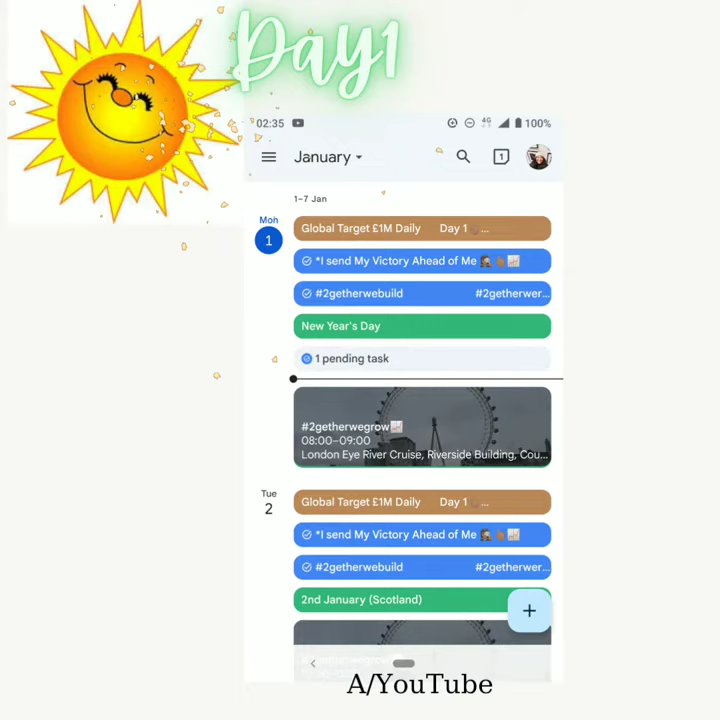 Day1
02:35 4G 100%
January 1
1–7 Jan
Mon
1
Global Target £1M Daily Day 1 ...
*I send My Victory Ahead of Me
#2getherwebuild #2getherwer...
New Year's Day
1 pending task
#2getherwegrow
08:00–09:00
London Eye River Cruise, Riverside Building, Cou...
Tue
2
Global Target £1M Daily Day 1 ...
*I send My Victory Ahead of Me
#2getherwebuild #2getherwer...
2nd January (Scotland)
+
#2getherwegrow
A/YouTube